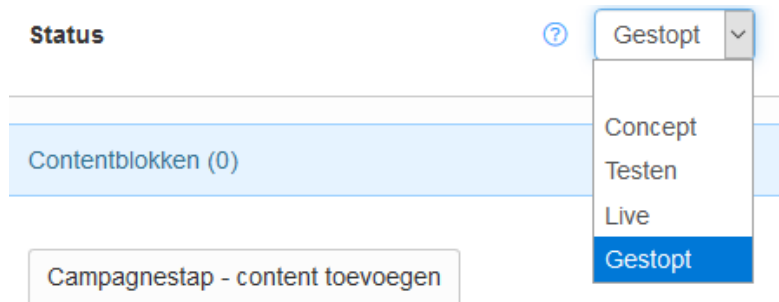 Status
Gestopt
Concept
Testen
Live
Gestopt
Contentblokken (0)
Campagnestap - content toevoegen